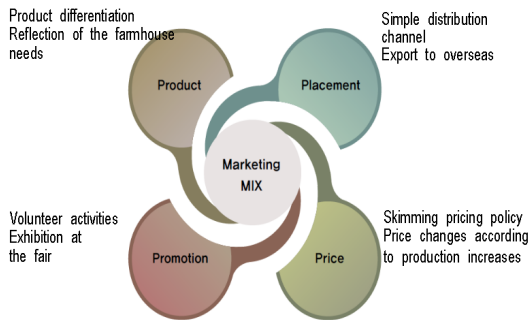 Product differentiation
Reflection of the farmhouse
needs
Simple distribution
channel
Export to overseas
Product
Placement
Marketing
MIX
Volunteer activities
Exhibition at
the fair
Skimming pricing policy
Price changes according
to production increases
Promotion
Price